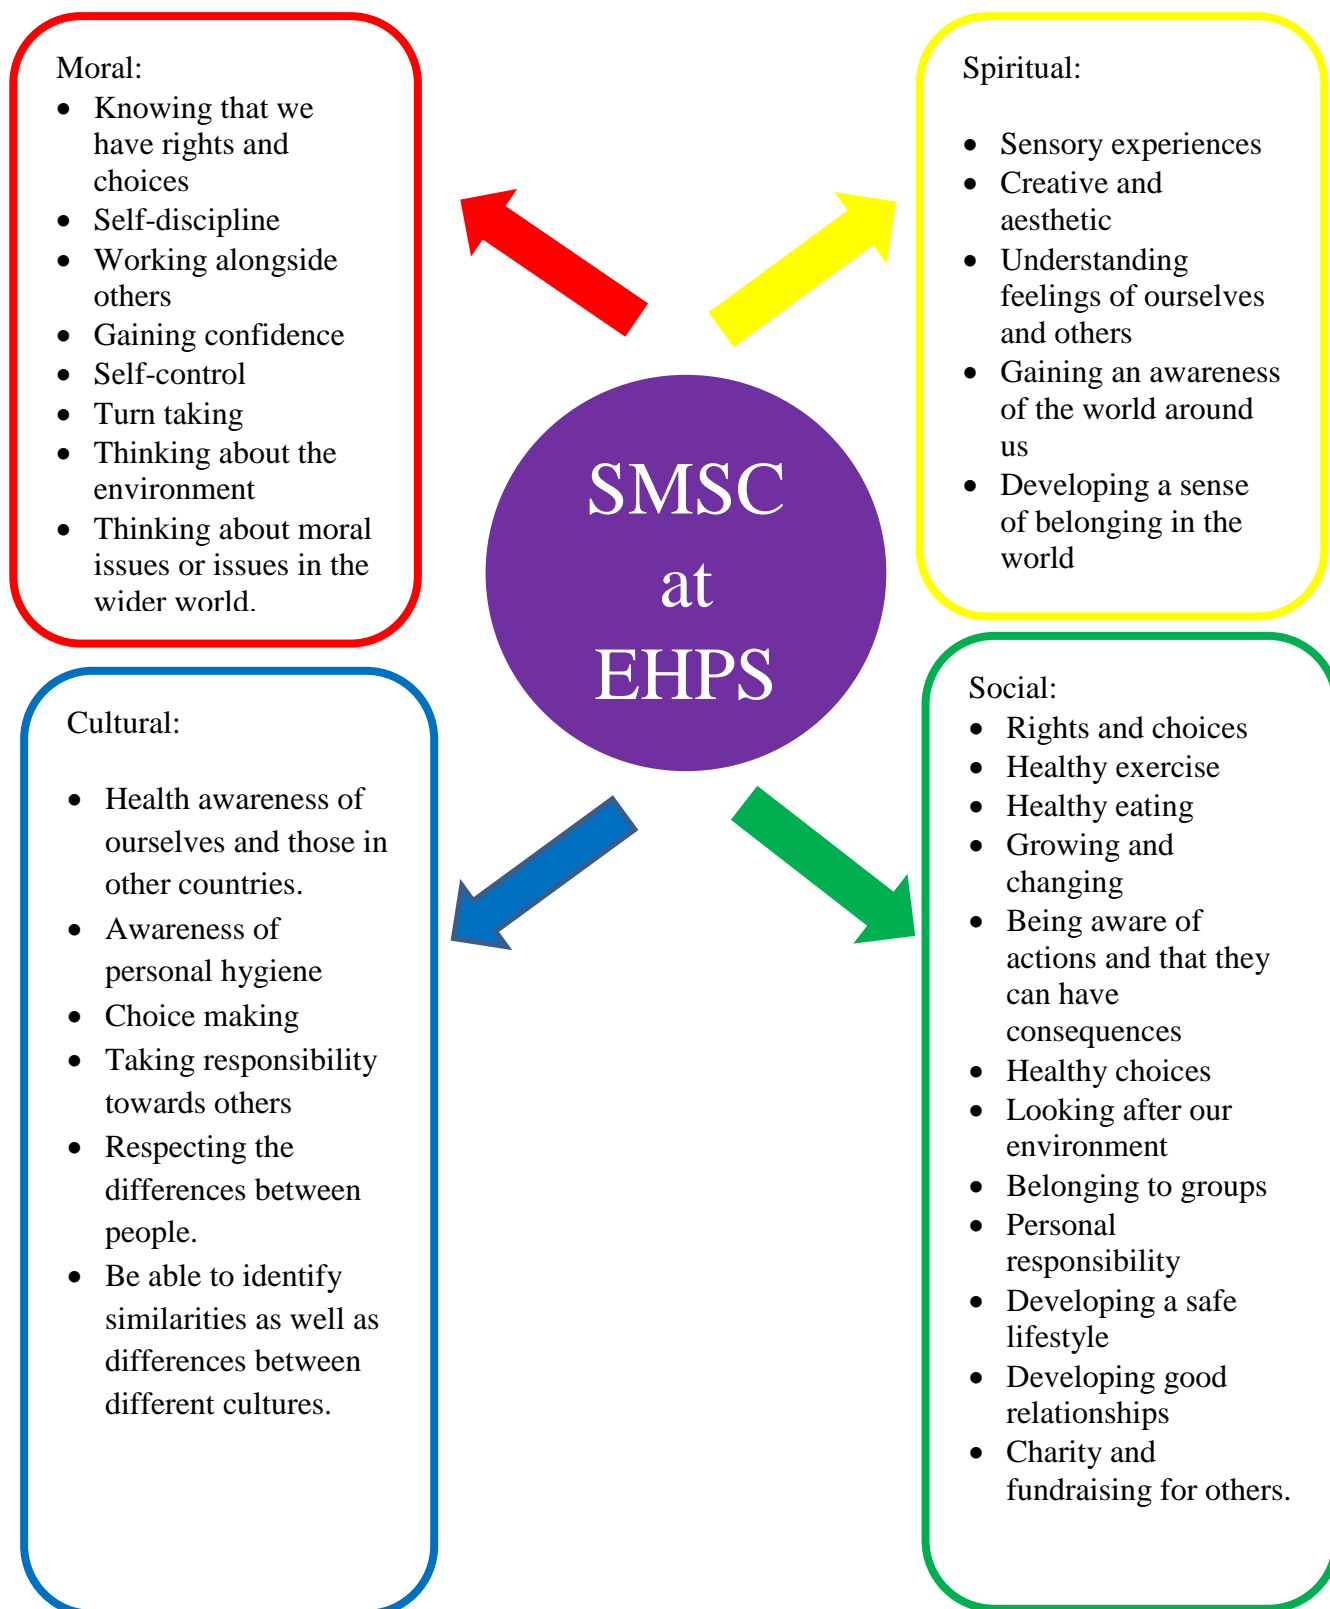 Moral:
• Knowing that we
have rights and
choices
• Self-discipline
• Working alongside
others
• Gaining confidence
• Self-control
• Turn taking
• Thinking about the
environment
• Thinking about moral
issues or issues in the
wider world.
Spiritual:
• Sensory experiences
• Creative and
aesthetic
• Understanding
feelings of ourselves
and others
• Gaining an awareness
of the world around
us
• Developing a sense
of belonging in the
world
SMSC
at
EHPS
Cultural:
• Health awareness of
ourselves and those in
other countries.
• Awareness of
personal hygiene
• Choice making
• Taking responsibility
towards others
• Respecting the
differences between
people.
• Be able to identify
similarities as well as
differences between
different cultures.
Social:
• Rights and choices
• Healthy exercise
• Healthy eating
• Growing and
changing
• Being aware of
actions and that they
can have
consequences
• Healthy choices
• Looking after our
environment
• Belonging to groups
• Personal
responsibility
• Developing a safe
lifestyle
• Developing good
relationships
• Charity and
fundraising for others.